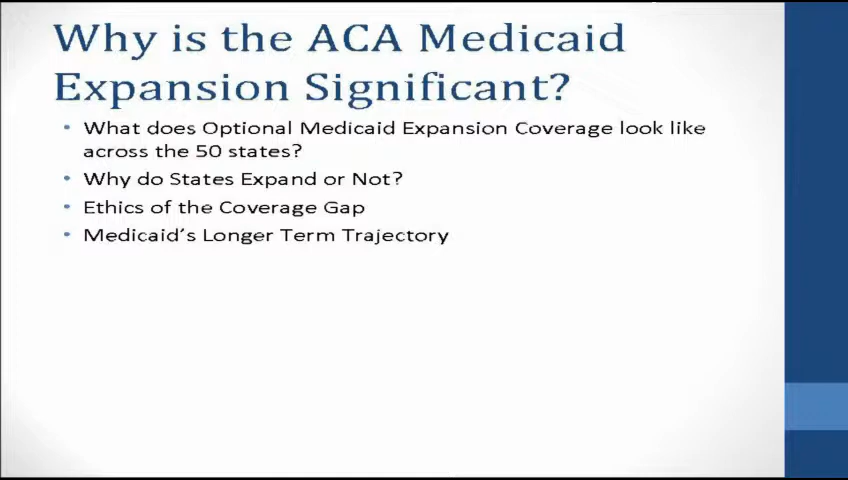 Why is the ACA Medicaid
Expansion Significant?
• What does Optional Medicaid Expansion Coverage look like
across the 50 states?
• Why do States Expand or Not?
• Ethics of the Coverage Gap
• Medicaid's Longer Term Trajectory